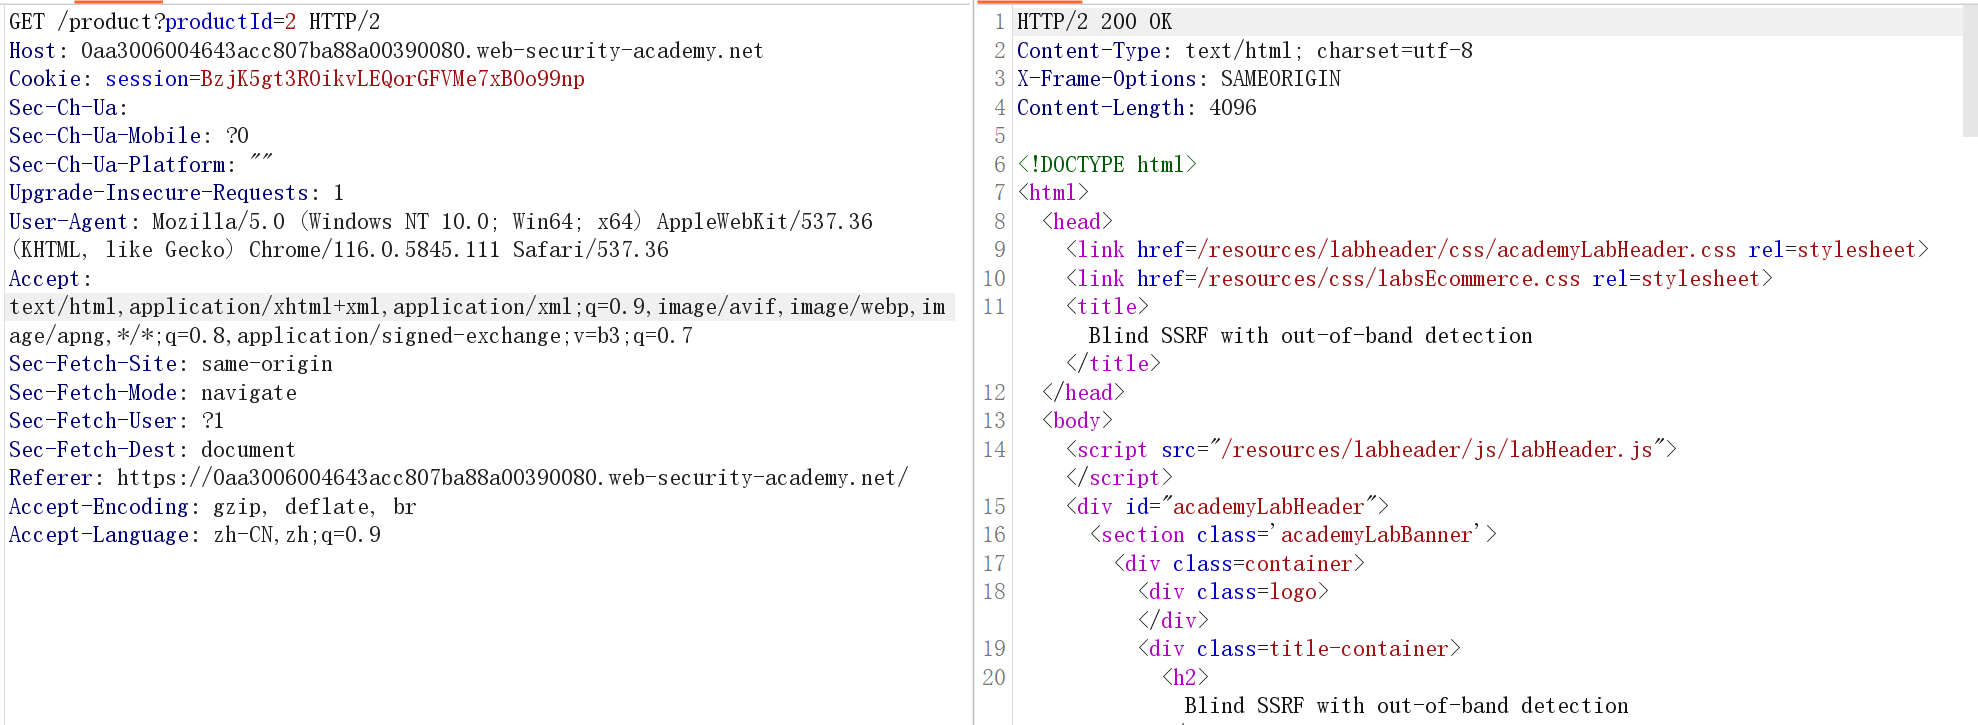 GET /product?productId=2 HTTP/2
Host: 0aa3006004643acc807ba88a00390080.web-security-academy.net
Cookie: session=BzjK5gt3ROikvLEQorGFVMe7xBOo99np
Sec-Ch-Ua:
Sec-Ch-Ua-Mobile: ?0
Sec-Ch-Ua-Platform: ""
Upgrade-Insecure-Requests: 1
User-Agent: Mozilla/5.0 (Windows NT 10.0; Win64; x64) AppleWebKit/537.36
(KHTML, like Gecko) Chrome/116.0.5845.111 Safari/537.36
Accept:
text/html,application/xhtml+xml,application/xml;q=0.9,image/avif,image/webp,im
age/apng,*/*;q=0.8,application/signed-exchange;v=b3;q=0.7
Sec-Fetch-Site: same-origin
Sec-Fetch-Mode: navigate
Sec-Fetch-User: ?1
Sec-Fetch-Dest: document
Referer: https://0aa3006004643acc807ba88a00390080.web-security-academy.net/
Accept-Encoding: gzip, deflate, br
Accept-Language: zh-CN,zh;q=0.9
1 HTTP/2 200 OK
2 Content-Type: text/html; charset=utf-8
3 X-Frame-Options: SAMEORIGIN
4 Content-Length: 4096
5
6 <!DOCTYPE html>
7 <html>
8 <head>
9 <link href=/resources/labheader/css/academyLabHeader.css rel=stylesheet>
10 <link href=/resources/css/labsEcommerce.css rel=stylesheet>
11 <title>
Blind SSRF with out-of-band detection
</title>
12 </head>
13 <body>
14 <script src="/resources/labheader/js/labHeader.js">
</script>
15 <div id="academyLabHeader">
16 <section class='academyLabBanner'>
17 <div class=container>
18 <div class=logo>
</div>
19 <div class=title-container>
20 <h2>
Blind SSRF with out-of-band detection